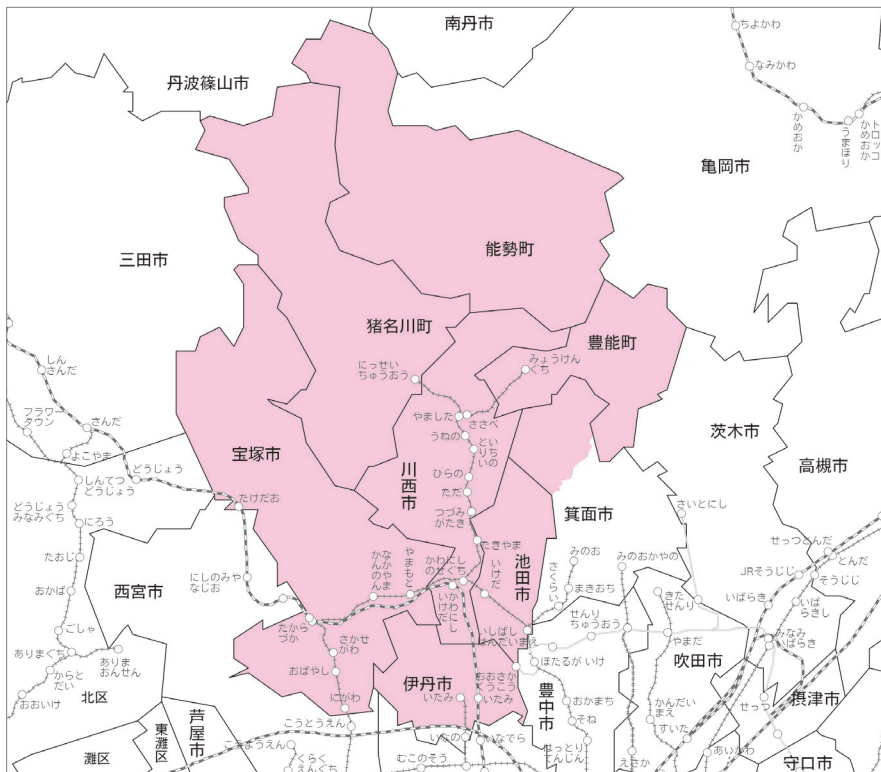 南丹市
ちよかわ
なみかわ
かめおか
うまほり
トロッコ
かめおか
丹波篠山市
亀岡市
三田市
能勢町
猪名川町
豊能町
にっせい
ちゅうおう
みょうけん
ぐち
しん
さんだ
フラワー
タウン
さんだ
よこやま
やました
ささべ
うねの
といりちいの
ひらの
ただ
つづみ
がたき
たきやま
宝塚市
川西市
茨木市
高槻市
しんてつ
どうじょう
どうじょう
どうじょう
みなみぐち
にろう
たおじ
おかば
ごしゃ
ありまぐち
からと
だい
ありま
おんせん
おおいけ
たけだお
西宮市
にしのみや
なじお
なかやま
かんのん
やまもと
かわにし
のせぐち
かわにし
いけだ
いけだ
池田市
箕面市
さいとにし
みのお
みのおかやの
さくらい
まきおち
せんり
ちゅうおう
きた
せんり
せっつとんだ
とんだ
JRそうじじ
そうじじ
いばらき
いばら
きし
やまだ
みなみ
いばらき
たから
づか
さかせ
がわ
おばやし
にがわ
こうとうえん
いしばし
はんだいまえ
ほたるがいけ
おおさか
くうこう
伊丹市
いたみ
いたみ
豊中市
おかまち
そね
はっとり
てんじん
吹田市
かんだい
まえ
すいた
せっつ
摂津市
守口市
あいかわ
えさか
北区
灘区
東灘区
芦屋市
こうようえん
くらく
えんぐち
むこのそう
いなの
いなでら